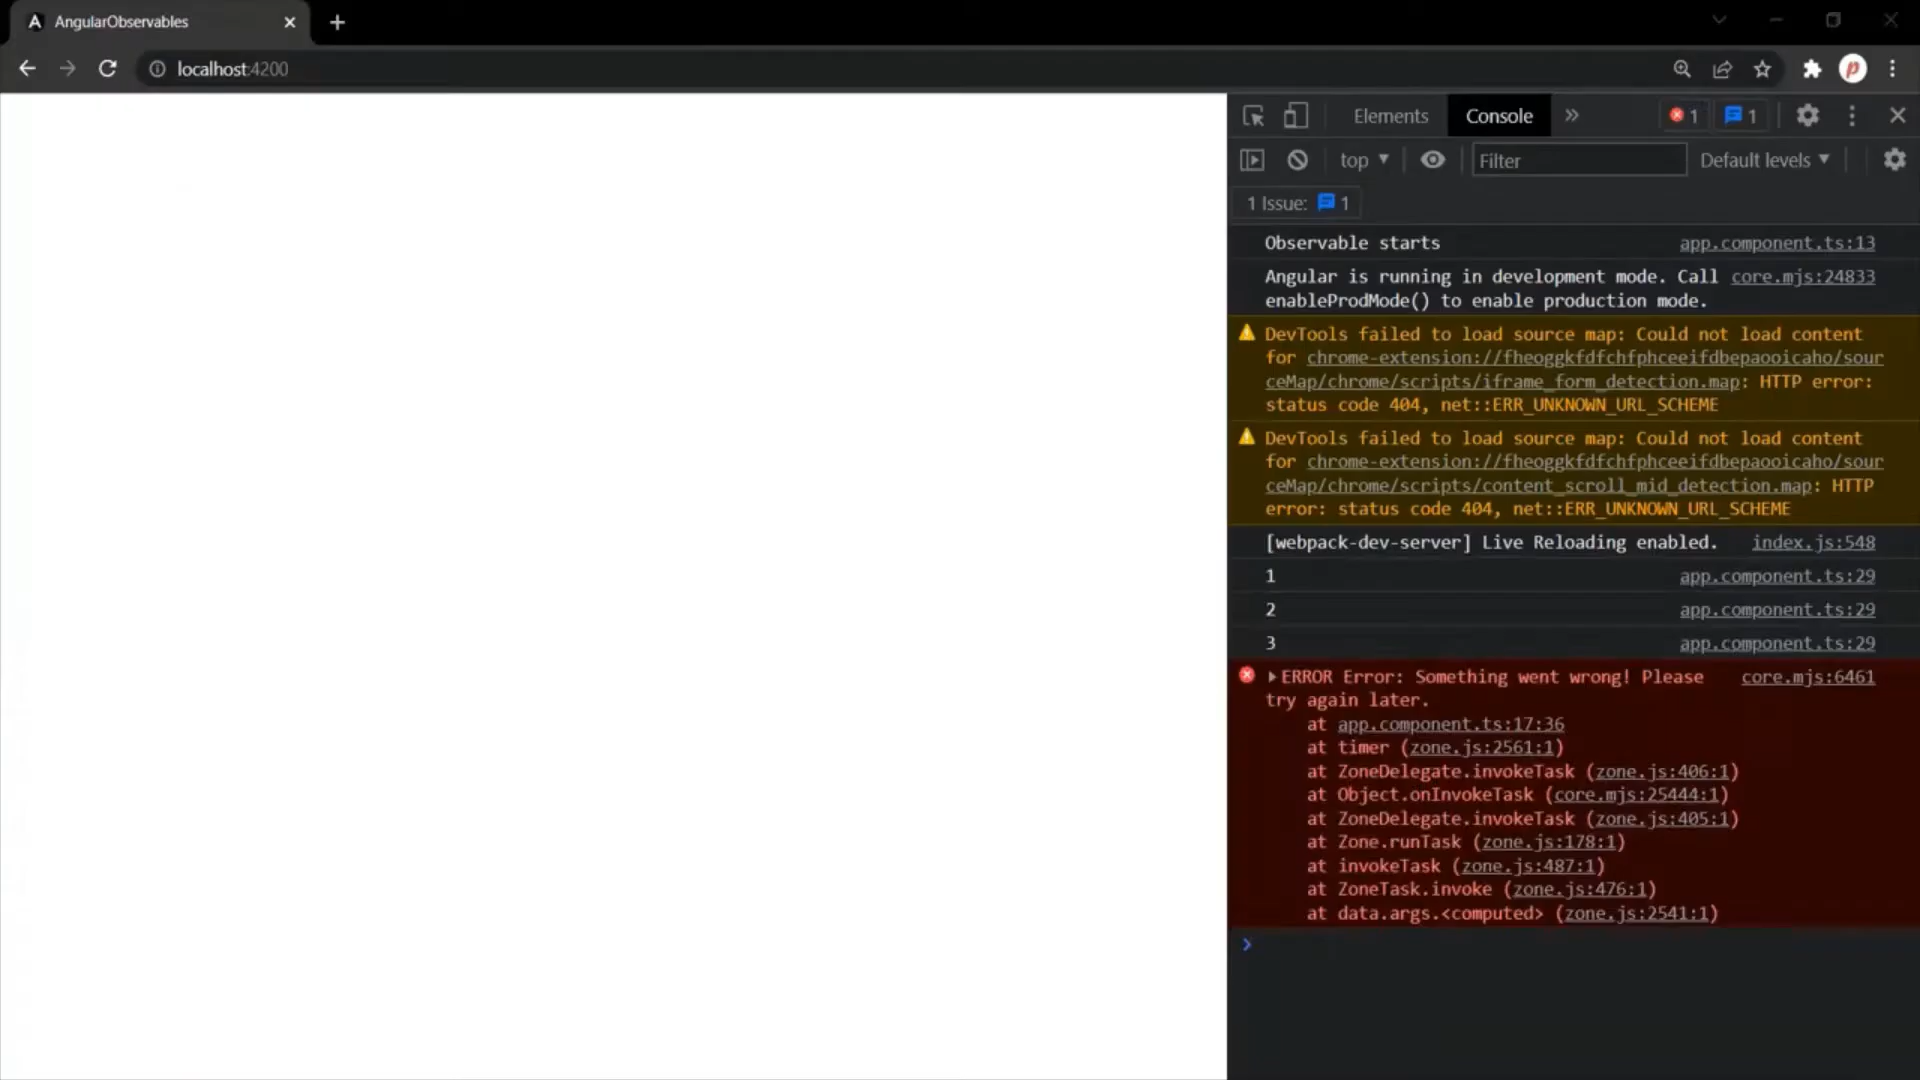 AngularObservables
localhost:4200
Elements
Console
1
1
top
Filter
Default levels
1 Issue: 1
Observable starts app.component.ts:13
Angular is running in development mode. Call core.mjs:24833
enableProdMode() to enable production mode.
DevTools failed to load source map: Could not load content
for chrome-extension://fheoggkfdfchfphceeifdbepaooicaho/sour
ceMap/chrome/scripts/iframe_form_detection.map: HTTP error:
status code 404, net::ERR_UNKNOWN_URL_SCHEME
DevTools failed to load source map: Could not load content
for chrome-extension://fheoggkfdfchfphceeifdbepaooicaho/sour
ceMap/chrome/scripts/content_scroll_mid_detection.map: HTTP
error: status code 404, net::ERR_UNKNOWN_URL_SCHEME
[webpack-dev-server] Live Reloading enabled. index.js:548
1 app.component.ts:29
2 app.component.ts:29
3 app.component.ts:29
ERROR Error: Something went wrong! Please core.mjs:6461
try again later.
at app.component.ts:17:36
at timer (zone.js:2561:1)
at ZoneDelegate.invokeTask (zone.js:406:1)
at Object.onInvokeTask (core.mjs:25444:1)
at ZoneDelegate.invokeTask (zone.js:405:1)
at Zone.runTask (zone.js:178:1)
at invokeTask (zone.js:487:1)
at ZoneTask.invoke (zone.js:476:1)
at data.args.<computed> (zone.js:2541:1)